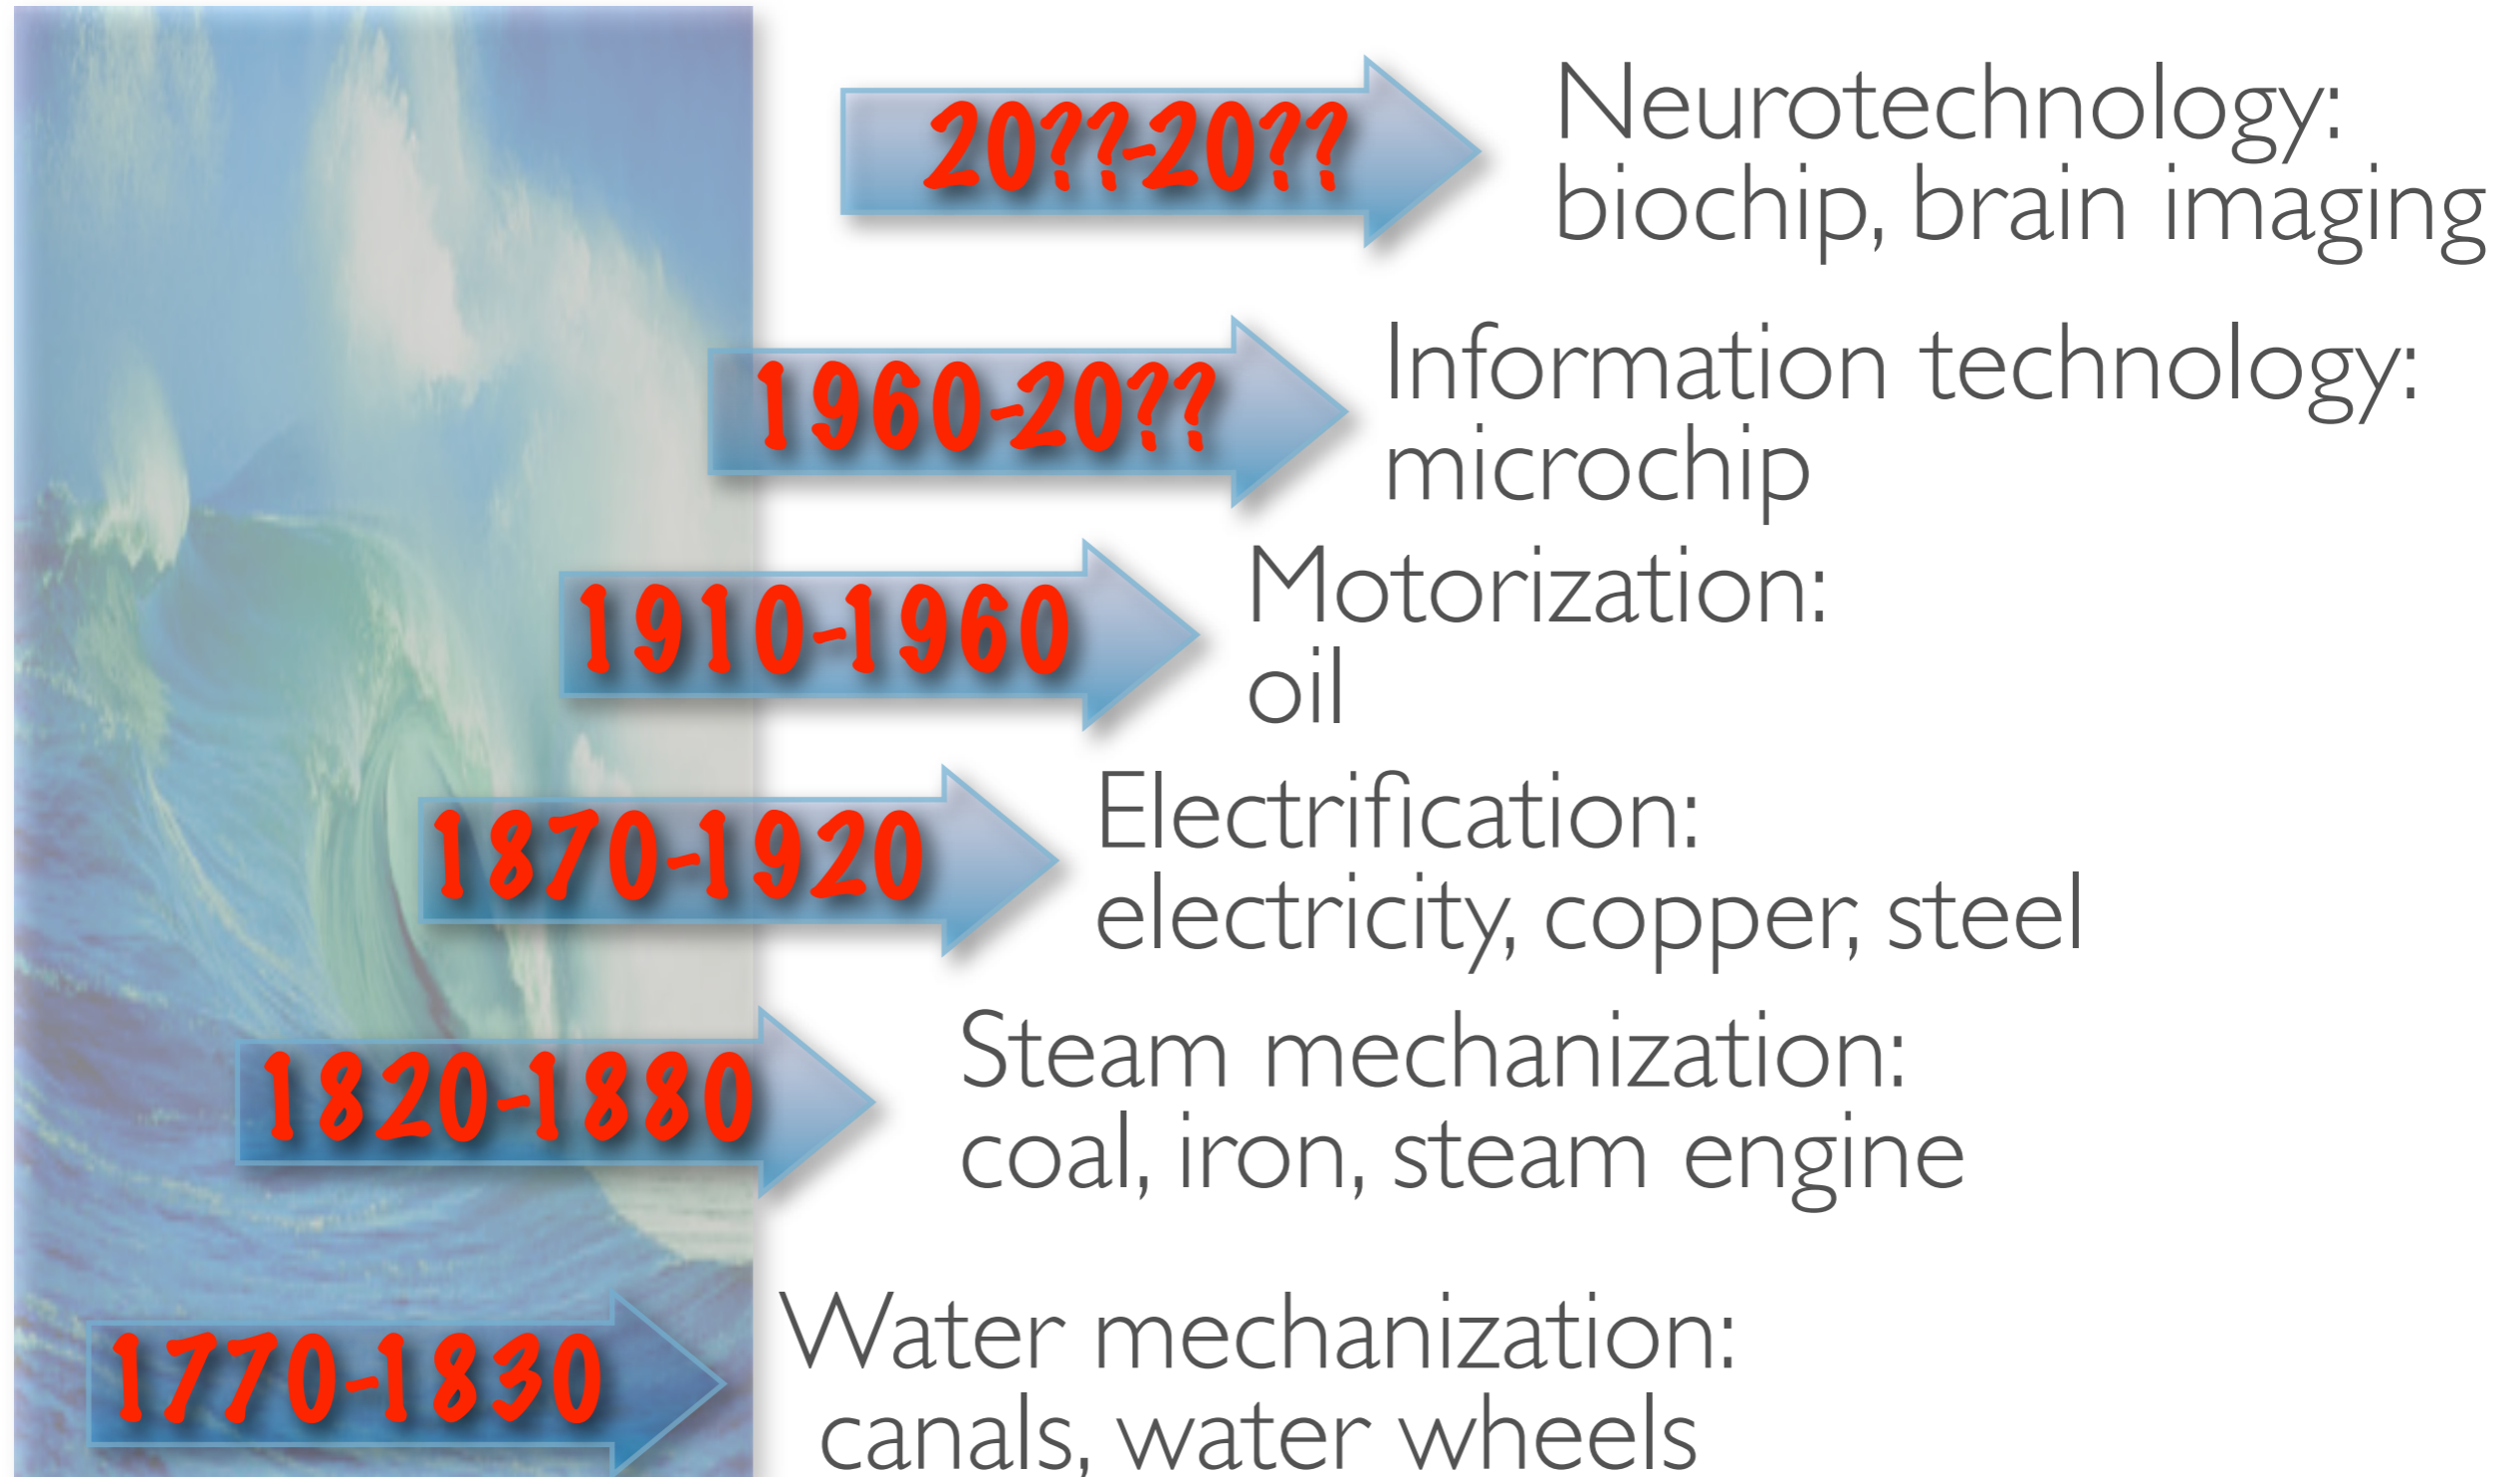 20??-20??
Neurotechnology:
biochip, brain imaging
1960-20??
Information technology:
microchip
1910-1960
Motorization:
oil
1870-1920
Electrification:
electricity, copper, steel
1820-1880
Steam mechanization:
coal, iron, steam engine
1770-1830
Water mechanization:
canals, water wheels